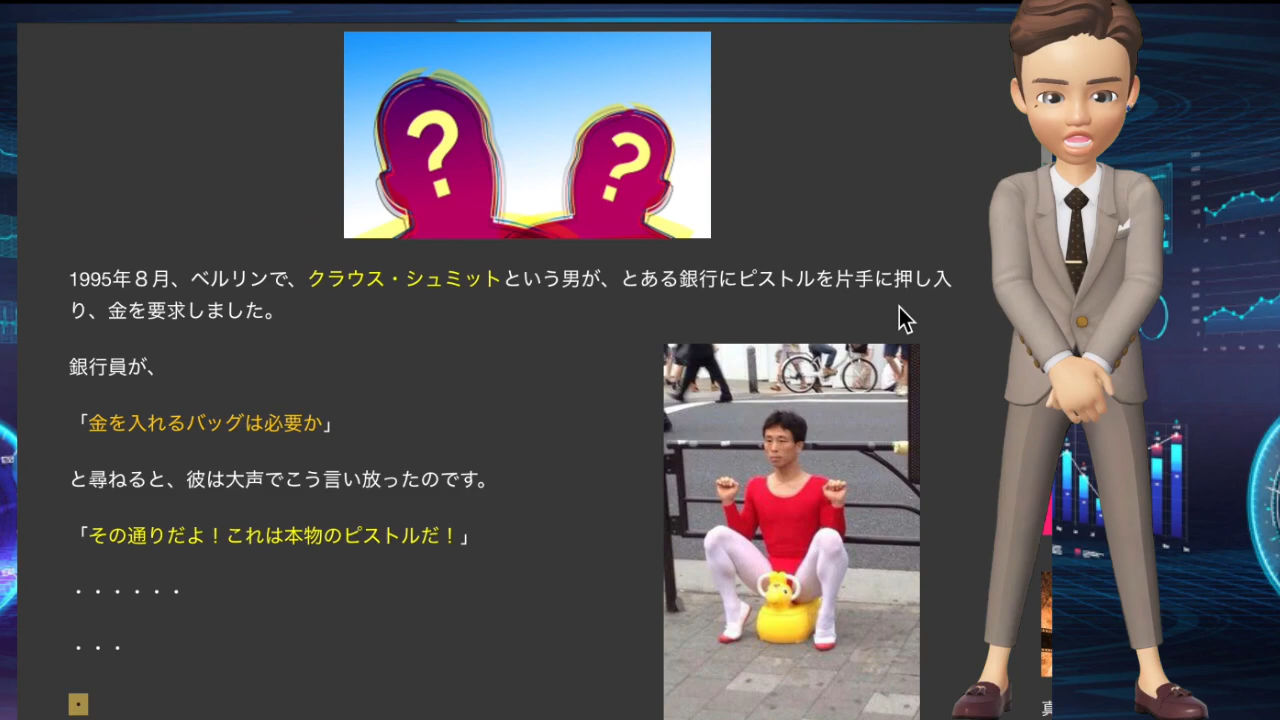 ? ?
1995年８月、ベルリンで、クラウス・シュミットという男が、とある銀行にピストルを片手に押し入
り、金を要求しました。
銀行員が、
「金を入れるバッグは必要か」
と尋ねると、彼は大声でこう言い放ったのです。
「その通りだよ！これは本物のピストルだ！」
・・・・・・
・・・
・
真